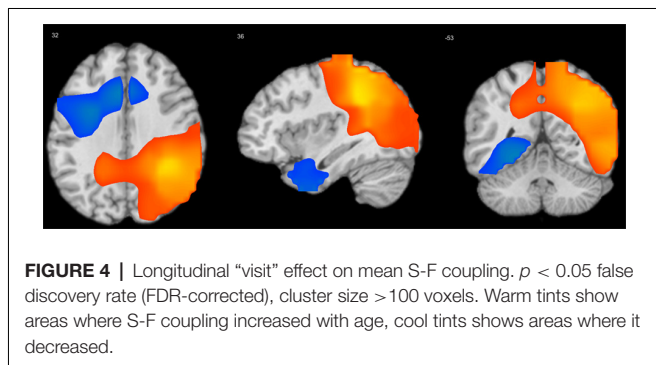 32
36
-53
FIGURE 4 | Longitudinal “visit” effect on mean S-F coupling. p < 0.05 false
discovery rate (FDR-corrected), cluster size >100 voxels. Warm tints show
areas where S-F coupling increased with age, cool tints shows areas where it
decreased.